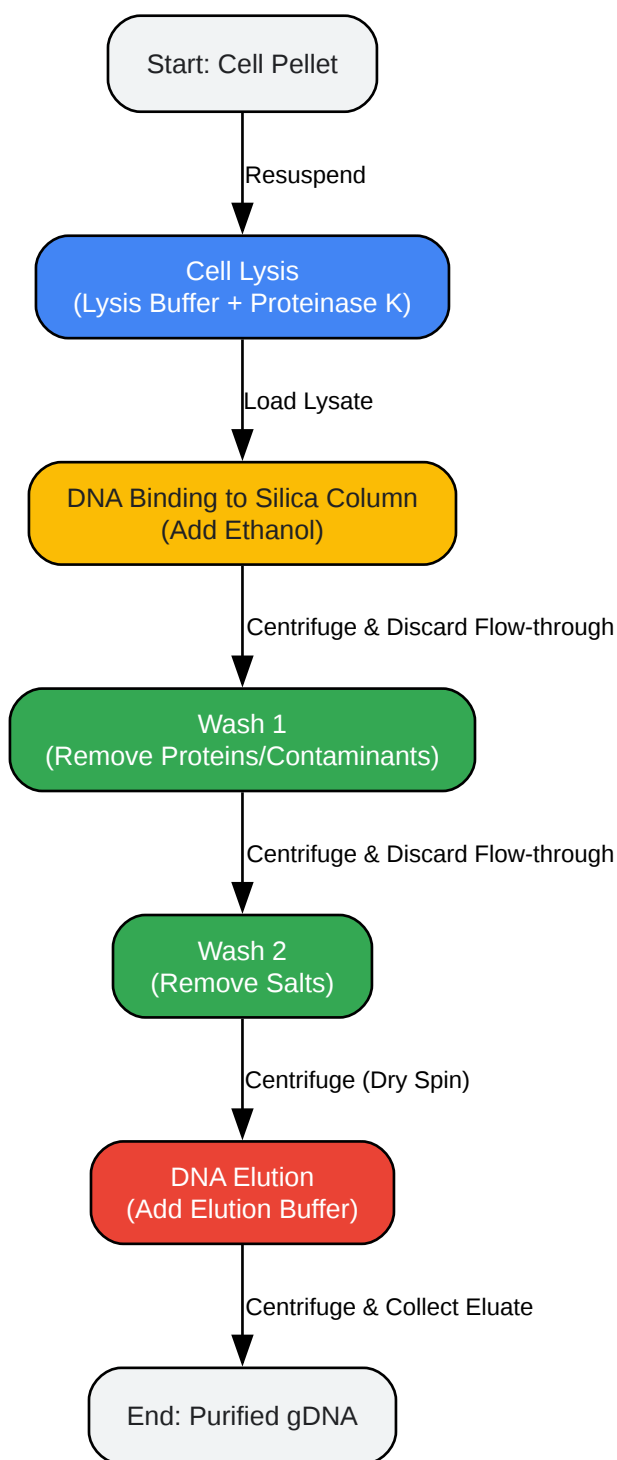 Start: Cell Pellet
Resuspend
Cell Lysis
(Lysis Buffer + Proteinase K)
Load Lysate
DNA Binding to Silica Column
(Add Ethanol)
Centrifuge & Discard Flow-through
Wash 1
(Remove Proteins/Contaminants)
Centrifuge & Discard Flow-through
Wash 2
(Remove Salts)
Centrifuge (Dry Spin)
DNA Elution
(Add Elution Buffer)
Centrifuge & Collect Eluate
End: Purified gDNA